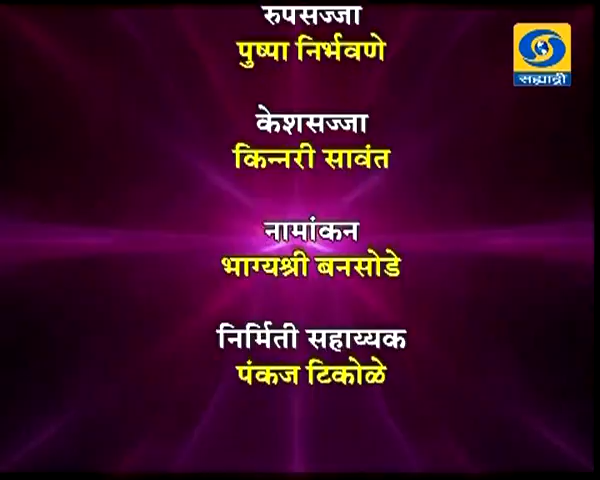 रुपसज्जा
पुष्पा निर्भवणे
सह्याद्री
केशसज्जा
किन्नरी सावंत
नामांकन
भाग्यश्री बनसोडे
निर्मिती सहाय्यक
पंकज टिकोळे